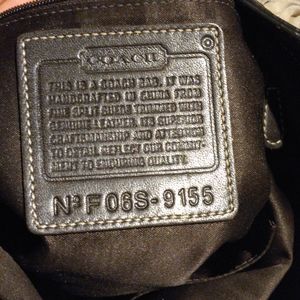 COACH
THIS IS A COACH BAG. IT WAS
HANDCRAFTED IN CHINA FROM
FINE SPLIT TRIMMED WITH
GENUINE LEATHER. ITS SUPERIOR
CRAFTSMANSHIP AND ATTENTION
TO DETAIL REFLECT OUR COMMIT-
MENT TO ENDURING QUALITY.
Nº F06S-9155